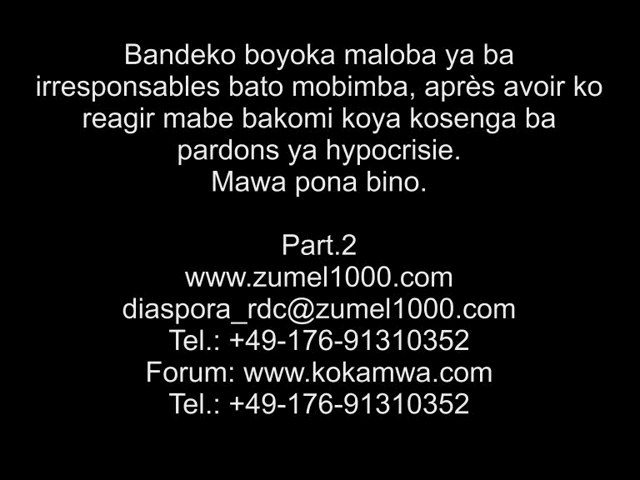 Bandeko boyoka maloba ya ba
irresponsables bato mobimba, après avoir ko
reagir mabe bakomi koya kosenga ba
pardons ya hypocrisie.
Mawa pona bino.
Part.2
www.zumel1000.com
diaspora_rdc@zumel1000.com
Tel.: +49-176-91310352
Forum: www.kokamwa.com
Tel.: +49-176-91310352